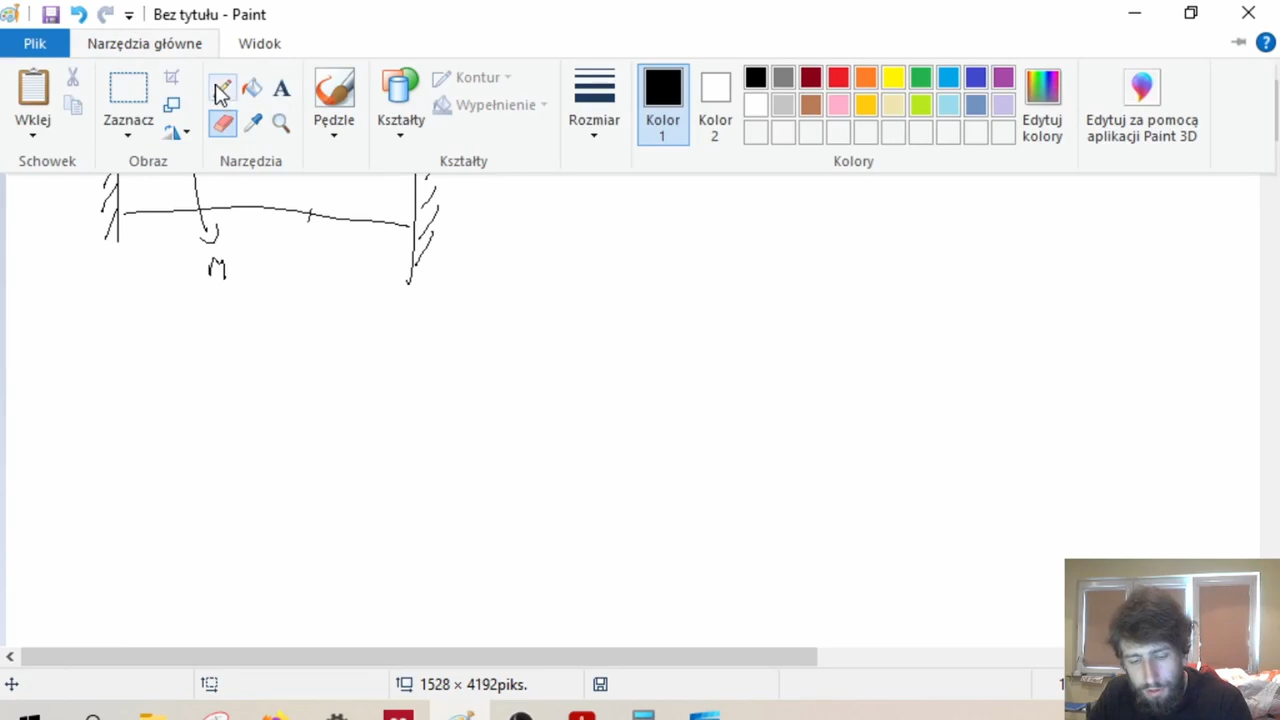 Bez tytułu - Paint
Plik
Narzędzia główne
Widok
Wklej
Zaznacz
Pędzle
Kształty
Kontur
Wypełnienie
Rozmiar
Kolor 1
Kolor 2
Edytuj kolory
Edytuj za pomocą aplikacji Paint 3D
Schowek
Obraz
Narzędzia
Kształty
Kolory
M
1528 × 4192piks.